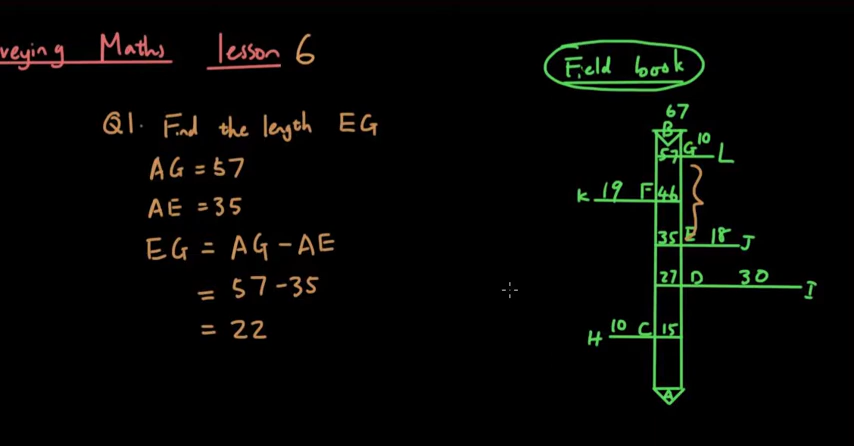 veying Maths lesson 6
Field book
Q1. Find the length EG
AG = 57
AE = 35
EG = AG - AE
= 57 - 35
= 22
67
B
57 G 10 L
K 19 F 46
35 E 18 J
27 D 30 I
H 10 C 15
A